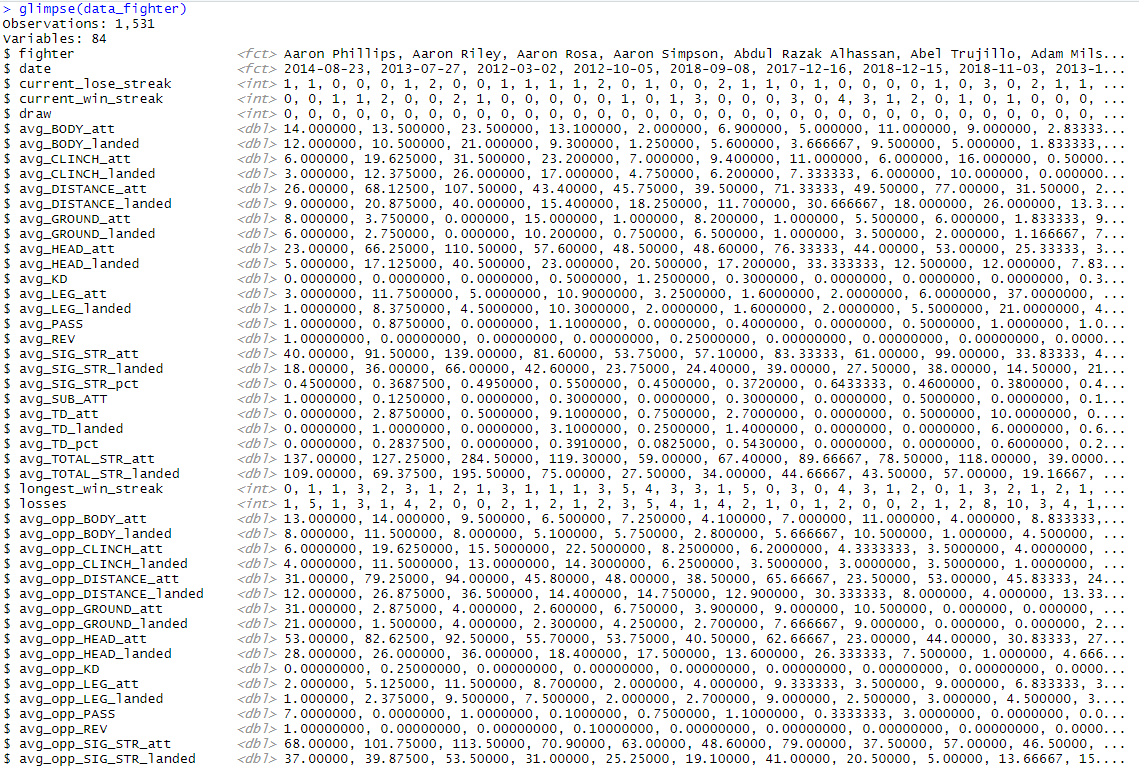 > glimpse(data_fighter)
Observations: 1,531
Variables: 84
$ fighter <fct> Aaron Phillips, Aaron Riley, Aaron Rosa, Aaron Simpson, Abdul Razak Alhassan, Abel Trujillo, Adam Mils...
$ date <fct> 2014-08-23, 2013-07-27, 2012-03-02, 2012-10-05, 2018-09-08, 2017-12-16, 2018-12-15, 2018-11-03, 2013-1...
$ current_lose_streak <int> 1, 1, 0, 0, 0, 1, 2, 0, 0, 1, 1, 1, 1, 2, 0, 1, 0, 0, 2, 1, 1, 0, 1, 0, 0, 0, 0, 1, 0, 3, 0, 2, 1, 1, ...
$ current_win_streak <int> 0, 0, 1, 1, 2, 0, 0, 2, 1, 0, 0, 0, 0, 0, 1, 0, 1, 3, 0, 0, 0, 3, 0, 4, 3, 1, 2, 0, 1, 0, 1, 0, 0, 0, ...
$ draw <int> 0, 0, 0, 0, 0, 0, 0, 0, 0, 0, 0, 0, 0, 0, 0, 0, 0, 0, 0, 0, 0, 0, 0, 0, 0, 0, 0, 0, 0, 0, 0, 0, 0, 0, ...
$ avg_BODY_att <dbl> 14.000000, 13.500000, 23.500000, 13.100000, 2.000000, 6.900000, 5.000000, 11.000000, 9.000000, 2.83333...
$ avg_BODY_landed <dbl> 12.000000, 10.500000, 21.000000, 9.300000, 1.250000, 5.600000, 3.666667, 9.500000, 5.000000, 1.833333,...
$ avg_CLINCH_att <dbl> 6.000000, 19.625000, 31.500000, 23.200000, 7.000000, 9.400000, 11.000000, 6.000000, 16.000000, 0.50000...
$ avg_CLINCH_landed <dbl> 3.000000, 12.375000, 26.000000, 17.000000, 4.750000, 6.200000, 7.333333, 6.000000, 10.000000, 0.000000...
$ avg_DISTANCE_att <dbl> 26.00000, 68.12500, 107.50000, 43.40000, 45.75000, 39.50000, 71.33333, 49.50000, 77.00000, 31.50000, 2...
$ avg_DISTANCE_landed <dbl> 9.000000, 20.875000, 40.000000, 15.400000, 18.250000, 11.700000, 30.666667, 18.000000, 26.000000, 13.3...
$ avg_GROUND_att <dbl> 8.000000, 3.750000, 0.000000, 15.000000, 1.000000, 8.200000, 1.000000, 5.500000, 6.000000, 1.833333, 9...
$ avg_GROUND_landed <dbl> 6.000000, 2.750000, 0.000000, 10.200000, 0.750000, 6.500000, 1.000000, 3.500000, 2.000000, 1.166667, 7...
$ avg_HEAD_att <dbl> 23.00000, 66.25000, 110.50000, 57.60000, 48.50000, 48.60000, 76.33333, 44.00000, 53.00000, 25.33333, 3...
$ avg_HEAD_landed <dbl> 5.00000, 17.12500, 40.50000, 23.00000, 20.50000, 17.20000, 33.33333, 12.50000, 12.00000, 7.83...
$ avg_KD <dbl> 0.0000000, 0.0000000, 0.0000000, 0.5000000, 1.2500000, 0.3000000, 0.0000000, 0.0000000, 0.0000000, 0.3...
$ avg_LEG_att <dbl> 3.0000000, 11.7500000, 5.0000000, 10.9000000, 3.2500000, 1.6000000, 2.0000000, 6.0000000, 37.0000000, ...
$ avg_LEG_landed <dbl> 1.0000000, 8.3750000, 4.5000000, 10.3000000, 2.0000000, 1.6000000, 2.0000000, 5.5000000, 21.0000000, 4...
$ avg_PASS <dbl> 1.0000000, 0.8750000, 0.0000000, 1.1000000, 0.0000000, 0.4000000, 0.0000000, 0.5000000, 1.0000000, 1.0...
$ avg_REV <dbl> 1.00000000, 0.00000000, 0.00000000, 0.00000000, 0.25000000, 0.00000000, 0.00000000, 0.00000000, 0.0000...
$ avg_SIG_STR_att <dbl> 40.00000, 91.50000, 139.00000, 81.60000, 53.75000, 57.10000, 83.33333, 61.00000, 99.00000, 33.83333, 4...
$ avg_SIG_STR_landed <dbl> 18.00000, 36.00000, 66.00000, 42.60000, 23.75000, 24.40000, 39.00000, 27.50000, 38.00000, 14.50000, 21...
$ avg_SIG_STR_pct <dbl> 0.4500000, 0.3687500, 0.4950000, 0.5500000, 0.4500000, 0.3720000, 0.6433333, 0.4600000, 0.3800000, 0.4...
$ avg_SUB_ATT <dbl> 1.0000000, 0.1250000, 0.0000000, 0.3000000, 0.0000000, 0.3000000, 0.0000000, 0.5000000, 0.0000000, 0.1...
$ avg_TD_att <dbl> 0.0000000, 2.8750000, 0.5000000, 9.1000000, 0.7500000, 2.7000000, 0.0000000, 0.5000000, 10.0000000, 0....
$ avg_TD_landed <dbl> 0.0000000, 1.0000000, 0.0000000, 3.1000000, 0.2500000, 1.4000000, 0.0000000, 0.0000000, 6.0000000, 0.6...
$ avg_TD_pct <dbl> 0.0000000, 0.2837500, 0.0000000, 0.3910000, 0.0825000, 0.5430000, 0.0000000, 0.0000000, 0.6000000, 0.2...
$ avg_TOTAL_STR_att <dbl> 137.00000, 127.25000, 284.50000, 119.30000, 59.00000, 67.40000, 89.66667, 78.50000, 118.00000, 39.0000...
$ avg_TOTAL_STR_landed <dbl> 109.00000, 69.37500, 195.50000, 75.00000, 27.50000, 34.00000, 44.66667, 43.50000, 57.00000, 19.16667, ...
$ longest_win_streak <int> 0, 1, 1, 3, 2, 3, 1, 2, 1, 3, 1, 1, 1, 3, 5, 4, 3, 3, 1, 5, 0, 3, 0, 4, 3, 1, 2, 0, 1, 3, 2, 1, 2, 1, ...
$ losses <int> 1, 5, 1, 3, 1, 4, 2, 0, 0, 2, 1, 2, 1, 2, 3, 5, 4, 1, 4, 2, 1, 0, 1, 2, 0, 0, 2, 1, 2, 8, 10, 3, 4, 1,...
$ avg_opp_BODY_att <dbl> 13.000000, 14.000000, 9.500000, 6.500000, 7.250000, 4.100000, 7.000000, 11.000000, 4.000000, 8.833333,...
$ avg_opp_BODY_landed <dbl> 8.000000, 11.500000, 8.000000, 5.100000, 5.750000, 2.800000, 5.666667, 10.500000, 1.000000, 4.500000, ...
$ avg_opp_CLINCH_att <dbl> 6.0000000, 19.6250000, 15.5000000, 22.5000000, 8.2500000, 6.2000000, 4.3333333, 3.5000000, 4.0000000, ...
$ avg_opp_CLINCH_landed <dbl> 4.0000000, 11.5000000, 13.0000000, 14.3000000, 6.2500000, 3.5000000, 3.0000000, 3.5000000, 1.0000000, ...
$ avg_opp_DISTANCE_att <dbl> 31.00000, 79.25000, 94.00000, 45.80000, 48.00000, 38.50000, 65.66667, 23.50000, 53.00000, 45.83333, 24...
$ avg_opp_DISTANCE_landed <dbl> 12.00000, 26.87500, 36.50000, 14.40000, 14.75000, 12.90000, 30.33333, 8.00000, 4.00000, 13.33...
$ avg_opp_GROUND_att <dbl> 31.000000, 2.875000, 4.000000, 2.600000, 6.750000, 3.900000, 9.000000, 10.500000, 0.000000, 0.000000, ...
$ avg_opp_GROUND_landed <dbl> 21.000000, 1.500000, 4.000000, 2.300000, 4.250000, 2.700000, 7.666667, 9.000000, 0.000000, 0.000000, 2...
$ avg_opp_HEAD_att <dbl> 53.00000, 82.62500, 92.50000, 55.70000, 53.75000, 40.50000, 62.66667, 23.00000, 44.00000, 30.83333, 27...
$ avg_opp_HEAD_landed <dbl> 28.000000, 26.000000, 36.000000, 18.400000, 17.500000, 13.600000, 26.333333, 7.500000, 1.000000, 4.666...
$ avg_opp_KD <dbl> 0.00000000, 0.25000000, 0.00000000, 0.00000000, 0.00000000, 0.00000000, 0.00000000, 0.00000000, 0.0000...
$ avg_opp_LEG_att <dbl> 2.000000, 5.125000, 11.500000, 8.700000, 2.000000, 4.000000, 9.333333, 3.500000, 9.000000, 6.833333, 3...
$ avg_opp_LEG_landed <dbl> 1.000000, 2.375000, 9.500000, 7.500000, 2.000000, 2.700000, 9.000000, 2.500000, 3.000000, 4.500000, 3....
$ avg_opp_PASS <dbl> 7.0000000, 0.0000000, 1.0000000, 0.1000000, 0.7500000, 1.1000000, 0.3333333, 3.0000000, 0.0000000, 0.0...
$ avg_opp_REV <dbl> 1.00000000, 0.00000000, 0.00000000, 0.10000000, 0.00000000, 0.00000000, 0.00000000, 0.00000000, 0.0000...
$ avg_opp_SIG_STR_att <dbl> 68.00000, 101.75000, 113.50000, 70.90000, 63.00000, 48.60000, 79.00000, 37.50000, 57.00000, 46.50000, ...
$ avg_opp_SIG_STR_landed <dbl> 37.00000, 39.87500, 53.50000, 31.00000, 25.25000, 19.10000, 41.00000, 20.50000, 5.00000, 13.66667, 15....